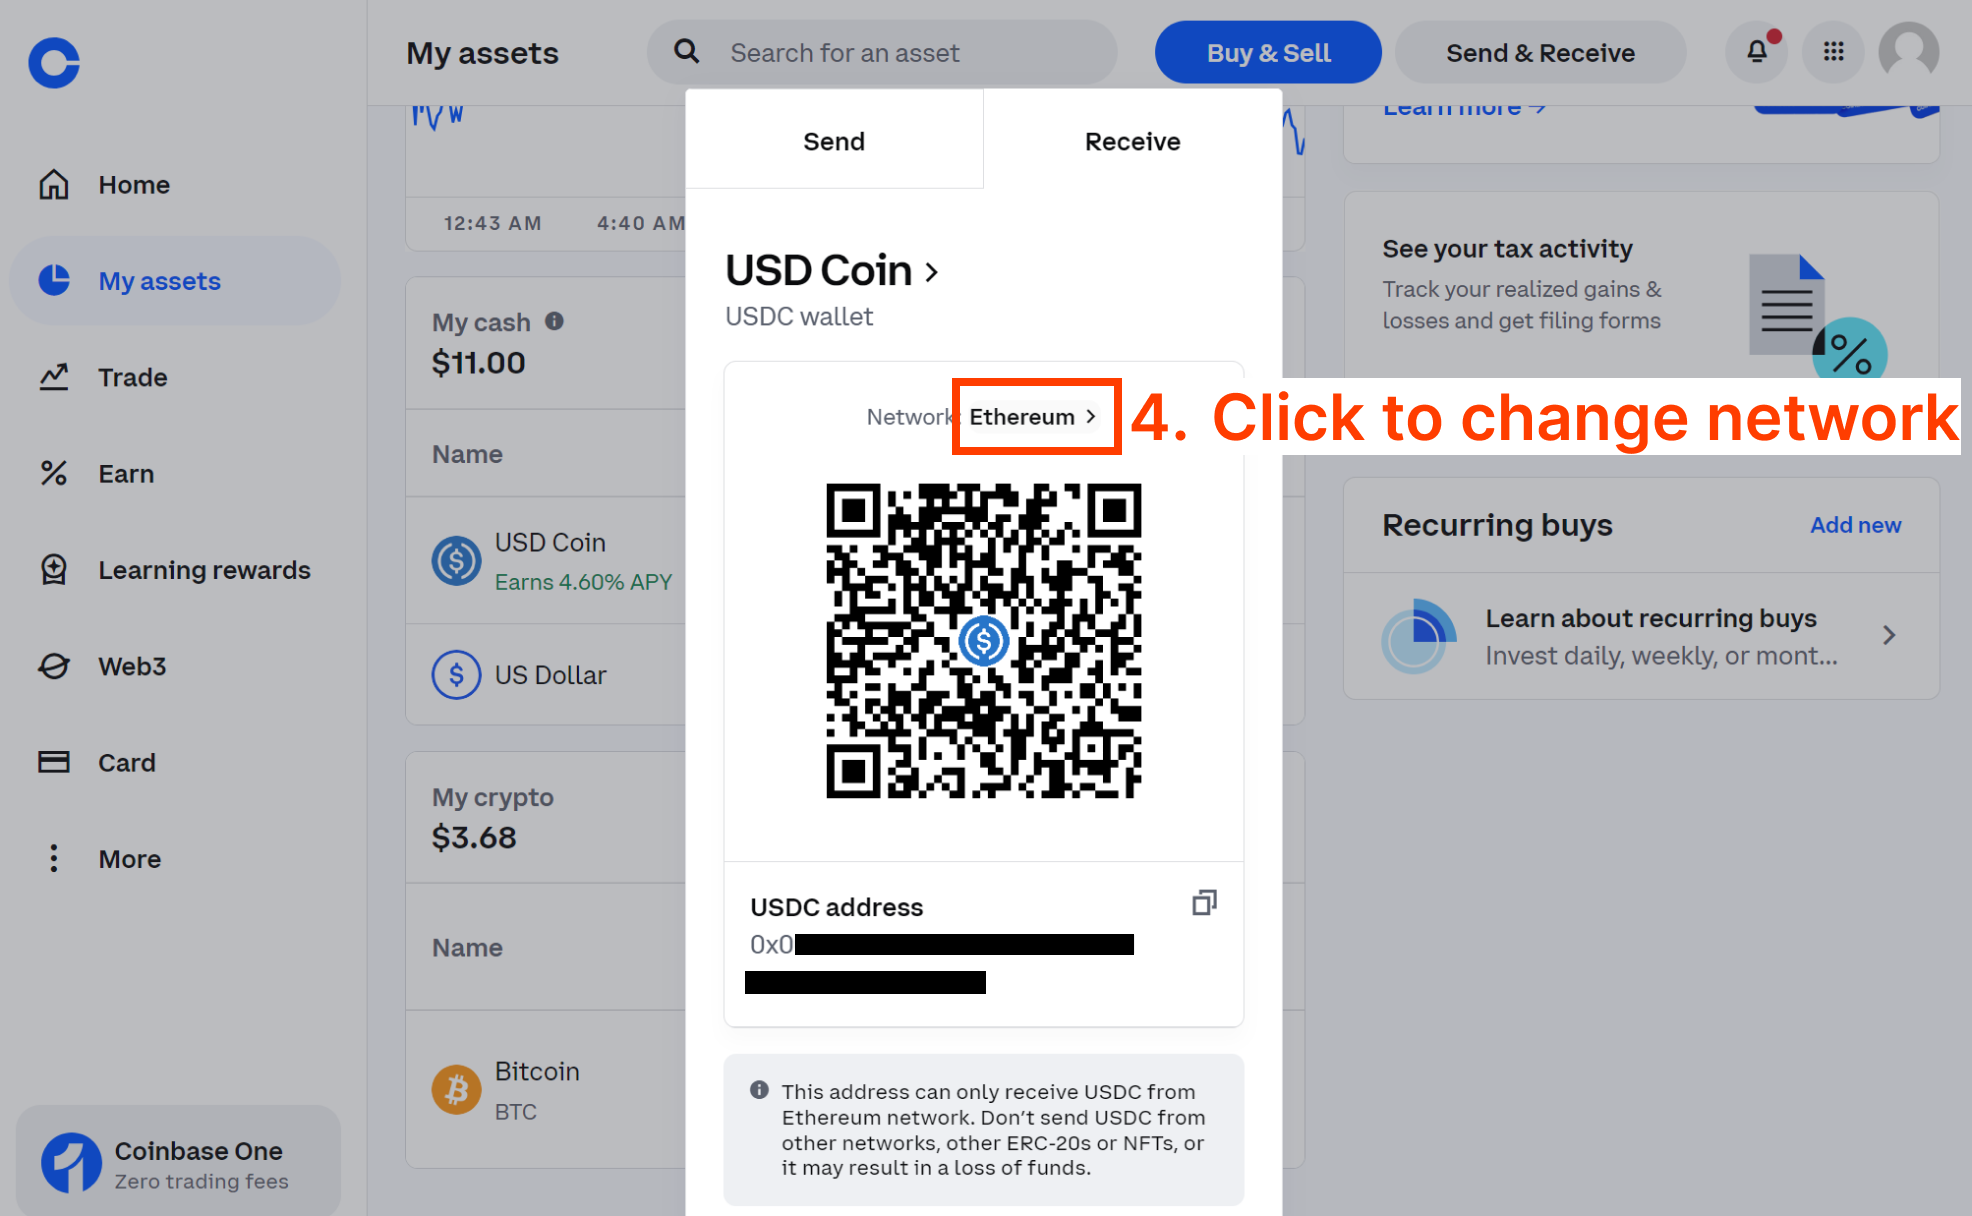 My assets
Search for an asset
Buy & Sell
Send & Receive
Home
My assets
Trade
Earn
Learning rewards
Web3
Card
More
Coinbase One
Zero trading fees
12:43 AM
4:40 AM
My cash
$11.00
Name
USD Coin
Earns 4.60% APY
US Dollar
My crypto
$3.68
Name
Bitcoin
BTC
Send
Receive
USD Coin
USDC wallet
Network: Ethereum
4. Click to change network
USDC address
0x0
This address can only receive USDC from
Ethereum network. Don’t send USDC from
other networks, other ERC-20s or NFTs, or
it may result in a loss of funds.
Learn more
See your tax activity
Track your realized gains &
losses and get filing forms
Recurring buys
Add new
Learn about recurring buys
Invest daily, weekly, or mont...